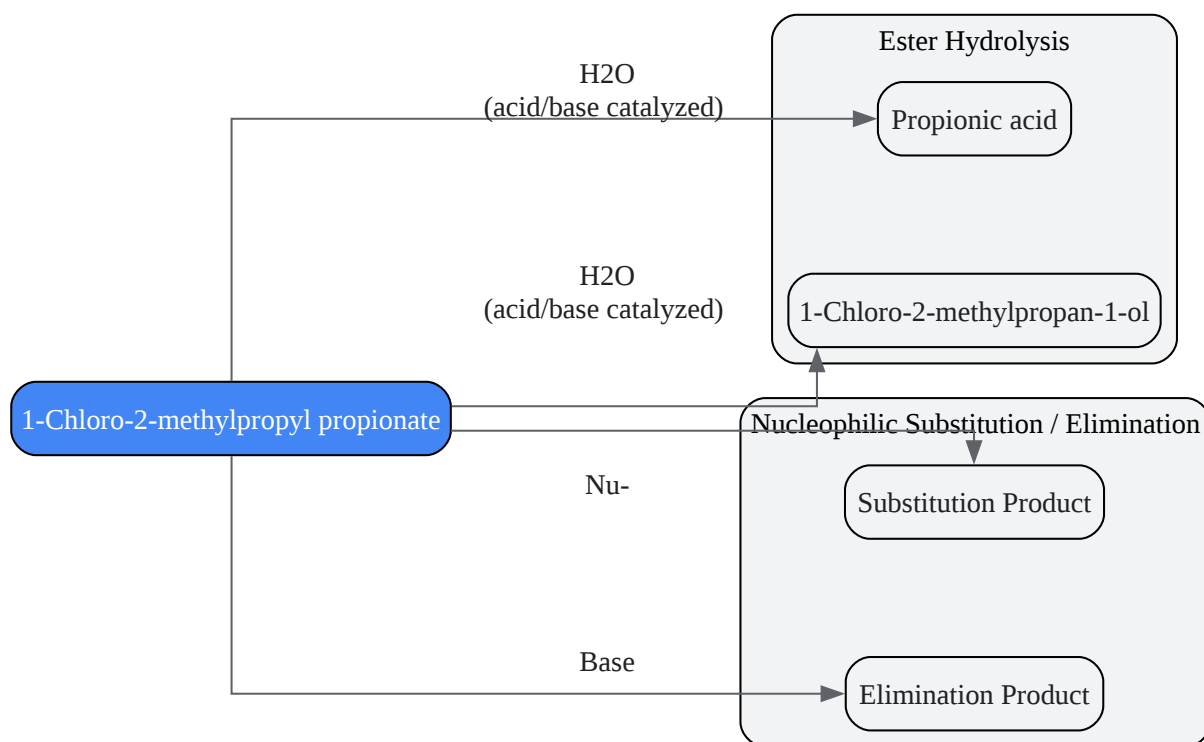 Ester Hydrolysis
H2O
(acid/base catalyzed)
Propionic acid
H2O
(acid/base catalyzed)
1-Chloro-2-methylpropan-1-ol
1-Chloro-2-methylpropyl propionate
Nucleophilic Substitution / Elimination
Nu-
Substitution Product
Base
Elimination Product